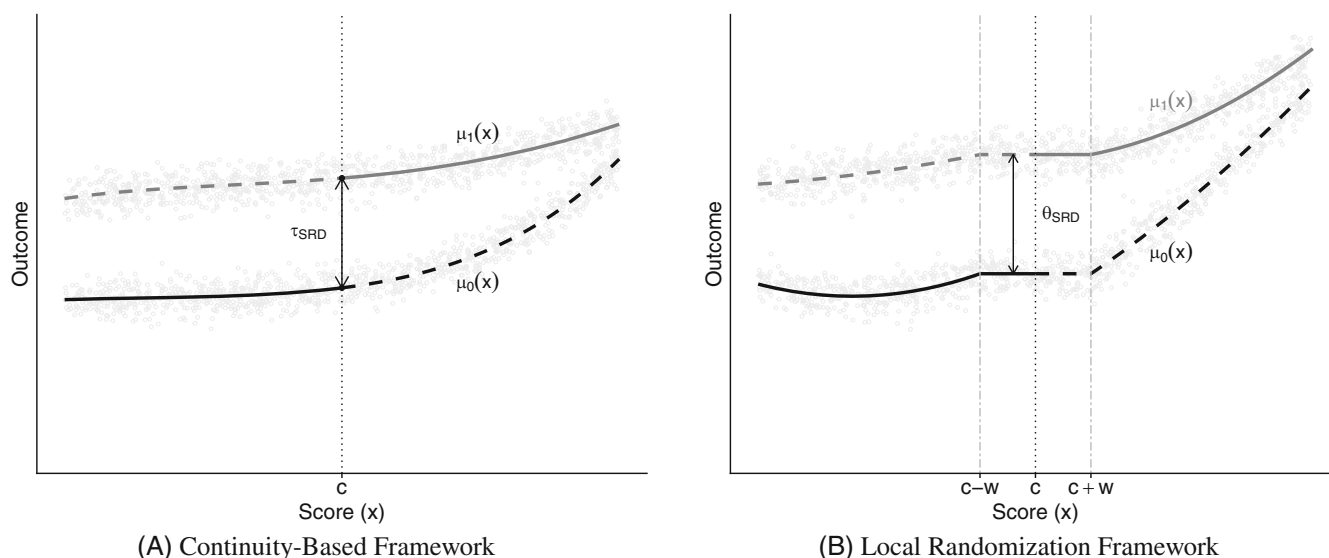 Outcome
μ₁(x)
τSRD
μ₀(x)
c
Score (x)
(A) Continuity-Based Framework
Outcome
μ₁(x)
θSRD
μ₀(x)
c−w
c
c+w
Score (x)
(B) Local Randomization Framework